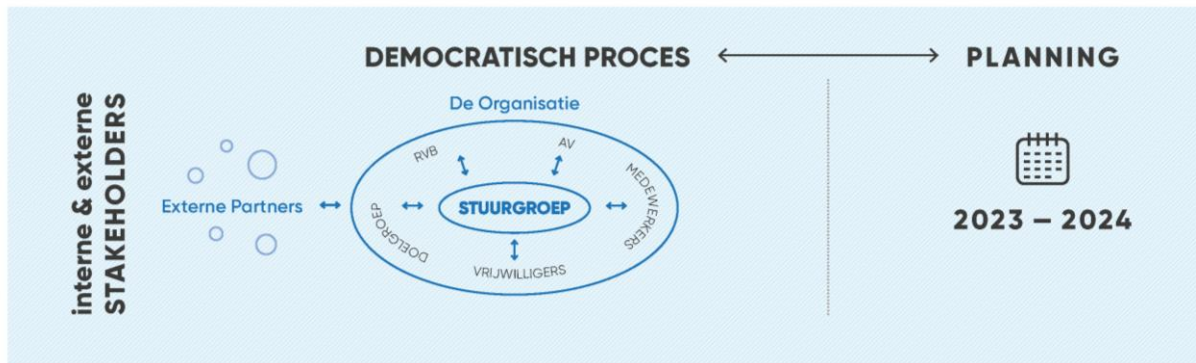 DEMOCRATISCH PROCES
PLANNING
interne & externe
STAKEHOLDERS
De Organisatie
RVB
AV
MEDEWERKERS
Externe Partners
STUURGROEP
DOELGROEP
VRIJWILLIGERS
2023 – 2024